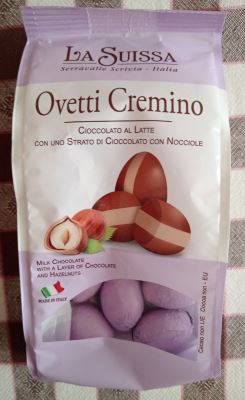 LA SUISSA
Serravalle Scrivia - Italia
Ovetti Cremino
CIOCCOLATO AL LATTE
CON UNO STRATO DI CIOCCOLATO CON NOCCIOLE
MILK CHOCOLATE
WITH A LAYER OF CHOCOLATE
AND HAZELNUTS
MADE IN ITALY
Cacao non UE Cocoa non - EU